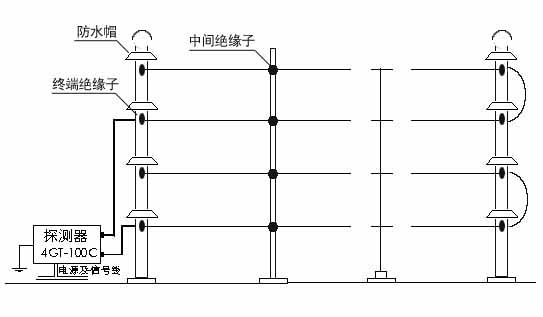 防水帽
中间绝缘子
终端绝缘子
探测器
4GT-100C
电源及信号线